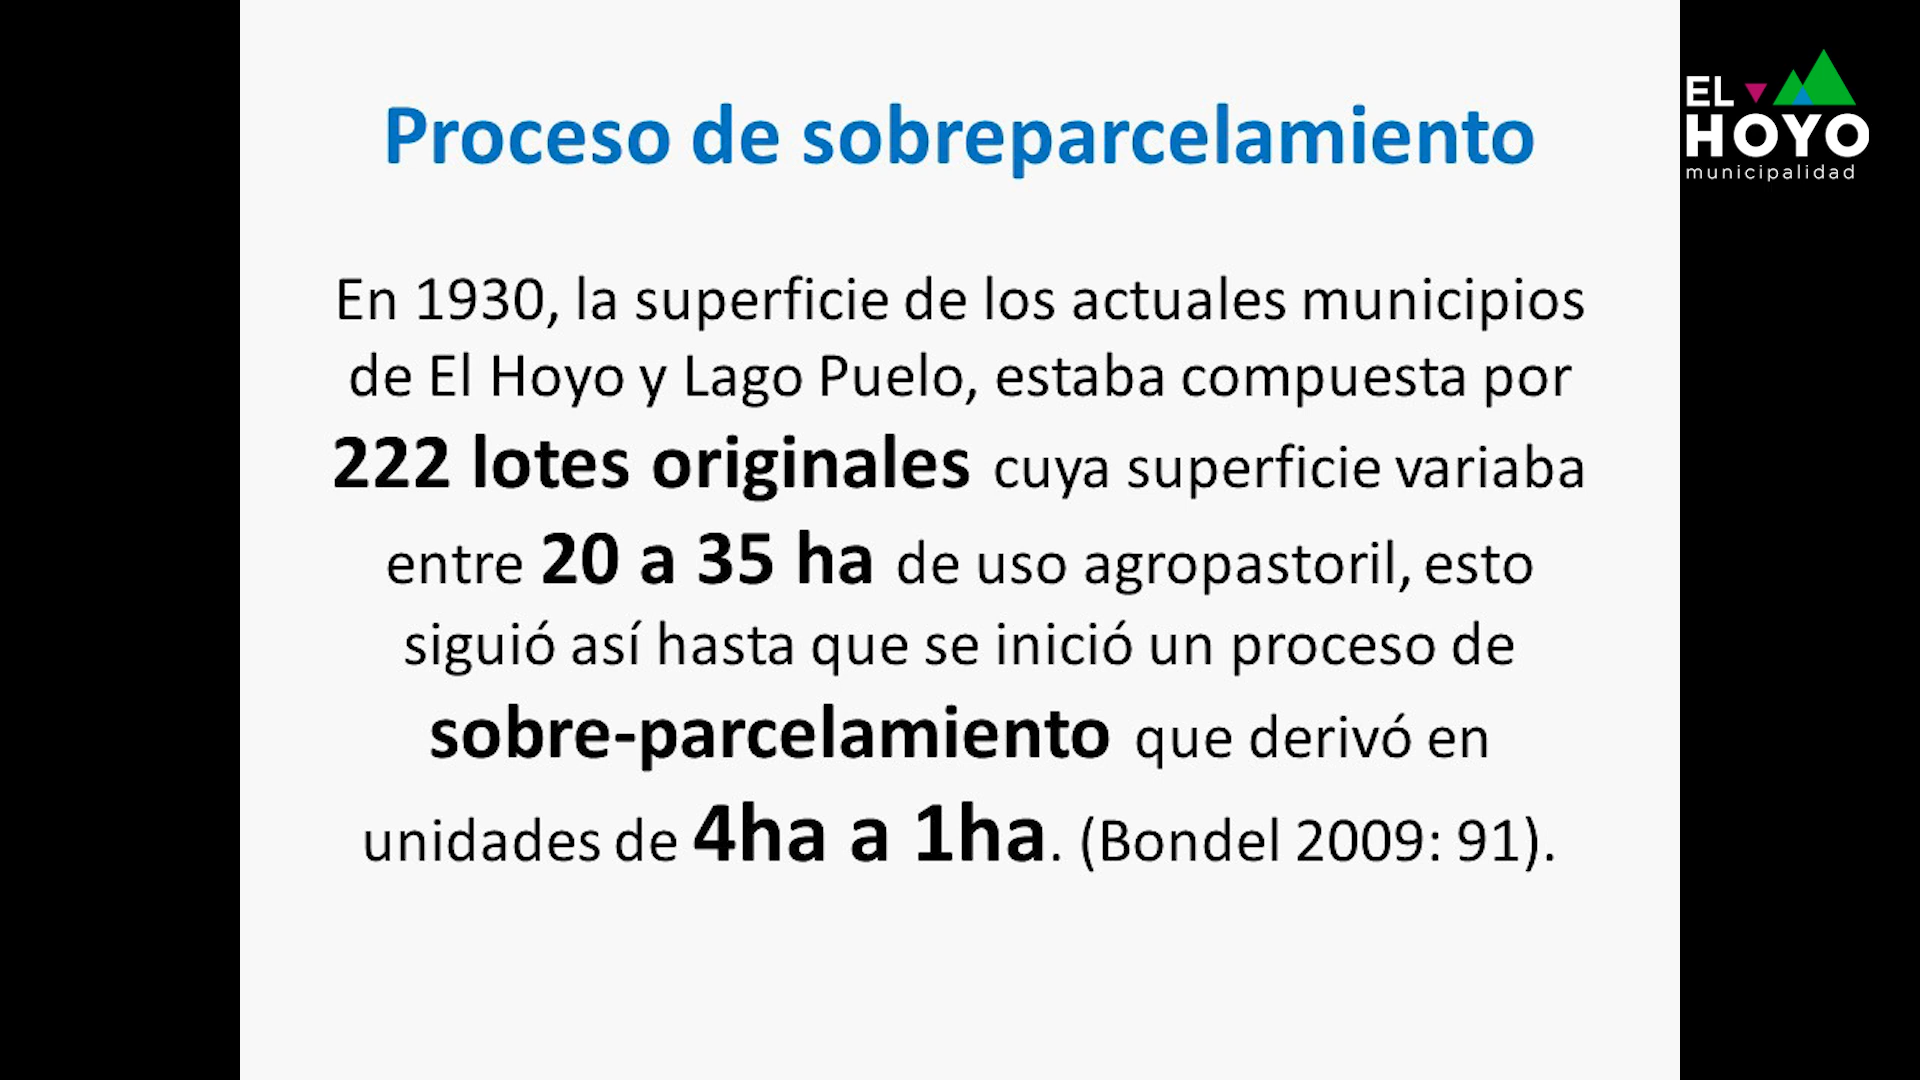 Proceso de sobreparcelamiento
EL
HOYO
municipalidad
En 1930, la superficie de los actuales municipios
de El Hoyo y Lago Puelo, estaba compuesta por
222 lotes originales cuya superficie variaba
entre 20 a 35 ha de uso agropastoril, esto
siguió así hasta que se inició un proceso de
sobre-parcelamiento que derivó en
unidades de 4ha a 1ha. (Bondel 2009: 91).